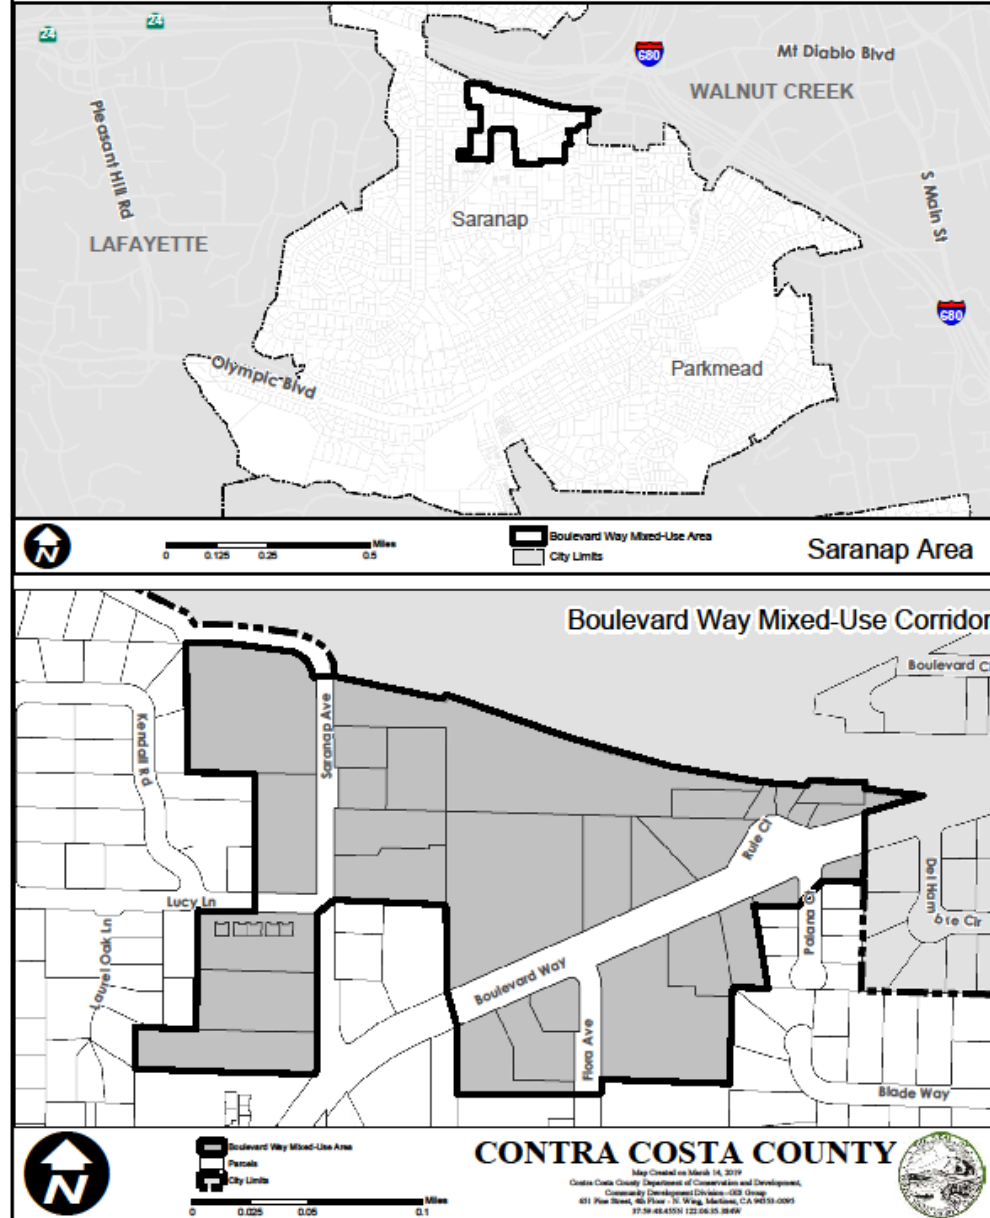 24
24
680
Mt Diablo Blvd
WALNUT CREEK
Pleasant Hill Rd
S Main St
Saranap
LAFAYETTE
680
Olympic Blvd
Parkmead
N
Miles
0 0.125 0.25 0.5
Boulevard Way Mixed-Use Area
City Limits
Saranap Area
Boulevard Way Mixed-Use Corridor
Boulevard C
Kendall Rd
Saranap Ave
Rule Ct
Lucy Ln
Laurel Oak Ln
Palana Ct
Del Ham
bre Cir
Boulevard Way
Flora Ave
Blade Way
N
Boulevard Way Mixed-Use Area
Parcels
City Limits
Miles
0 0.025 0.05 0.1
CONTRA COSTA COUNTY
Map Created on March 14, 2019
Contra Costa County Department of Conservation and Development,
Community Development Division--GIS Group